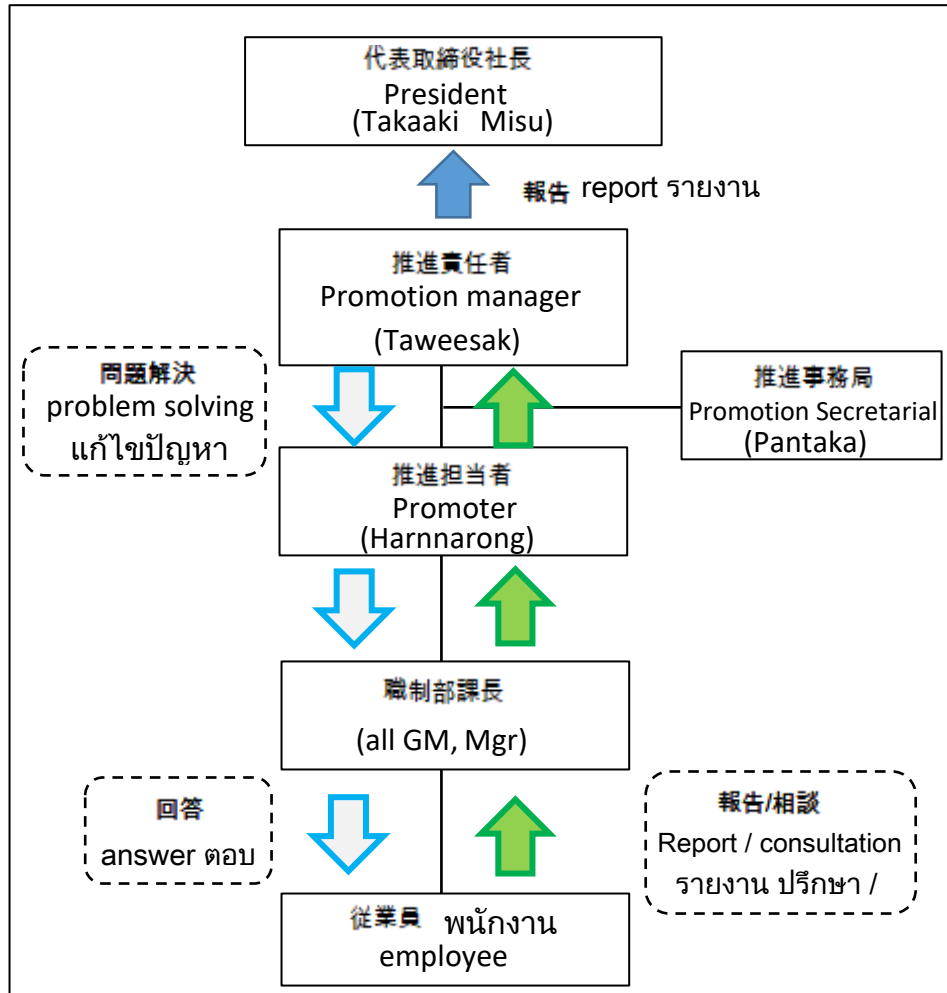 代表取締役社長
President
(Takaaki Misu)
報告 report รายงาน
推進責任者
Promotion manager
(Taweesak)
問題解決
problem solving
แก้ไขปัญหา
推進事務局
Promotion Secretarial
(Pantaka)
推進担当者
Promoter
(Harnnarong)
職制部課長
(all GM, Mgr)
回答
answer ตอบ
報告/相談
Report / consultation
รายงาน ปรึกษา /
従業員 พนักงาน
employee